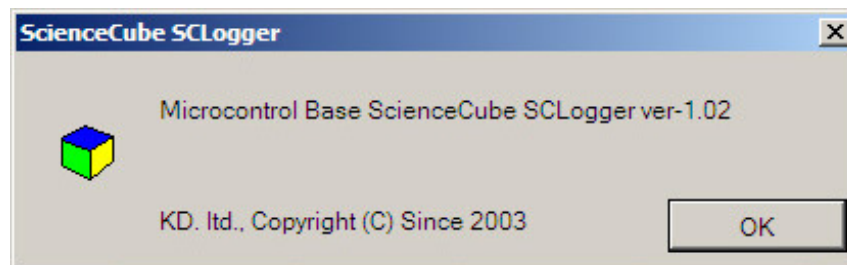 ScienceCube SCLogger
Microcontrol Base ScienceCube SCLogger ver-1.02
KD. ltd., Copyright (C) Since 2003
OK